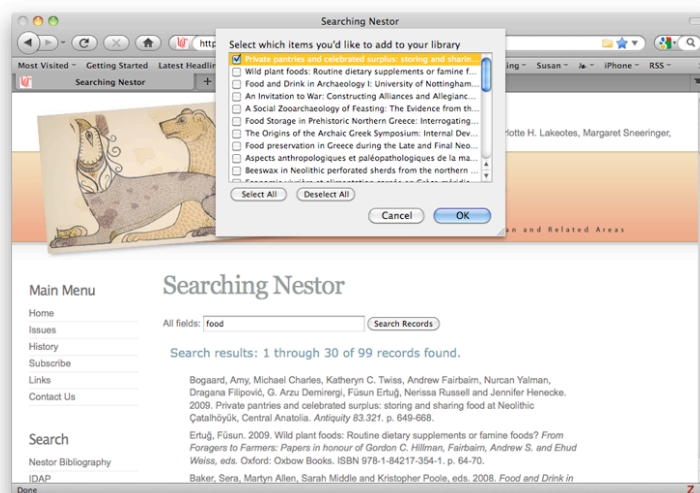 Searching Nestor
Select which items you'd like to add to your library
Private pantries and celebrated surplus: storing and sharin...
Wild plant foods: Routine dietary supplements or famine f...
Food and Drink in Archaeology I: University of Nottingham...
An Invitation to War: Constructing Alliances and Allegianc...
A Social Zooarchaeology of Feasting: The Evidence from th...
Food Storage in Prehistoric Northern Greece: Interrogating...
The Origins of the Archaic Greek Symposium: Internal Dev...
Food preservation in Greece during the Late and Final Neo...
Aspects anthropologiques et paléopathologiques de la ma...
Beeswax in Neolithic perforated sherds from the northern ...
Select All Deselect All
Cancel OK
http
Most Visited Getting Started Latest Headlin
Susan iPhone RSS
Searching Nestor
lotte H. Lakeotes, Margaret Sneeringer,
an and Related Areas
Main Menu
Home
Issues
History
Subscribe
Links
Contact Us
Search
Nestor Bibliography
IDAP
Searching Nestor
All fields: food Search Records
Search results: 1 through 30 of 99 records found.
Bogaard, Amy, Michael Charles, Katheryn C. Twiss, Andrew Fairbairn, Nurcan Yalman,
Dragana Filipović, G. Arzu Demirergi, Füsun Ertuğ, Nerissa Russell and Jennifer Henecke.
2009. Private pantries and celebrated surplus: storing and sharing food at Neolithic
Çatalhöyük, Central Anatolia. Antiquity 83.321. p. 649-668.
Ertuğ, Füsun. 2009. Wild plant foods: Routine dietary supplements or famine foods? From
Foragers to Farmers: Papers in honour of Gordon C. Hillman, Fairbairn, Andrew S. and Ehud
Weiss, eds. Oxford: Oxbow Books. ISBN 978-1-84217-354-1. p. 64-70.
Baker, Sera, Martyn Allen, Sarah Middle and Kristopher Poole, eds. 2008. Food and Drink in
Done